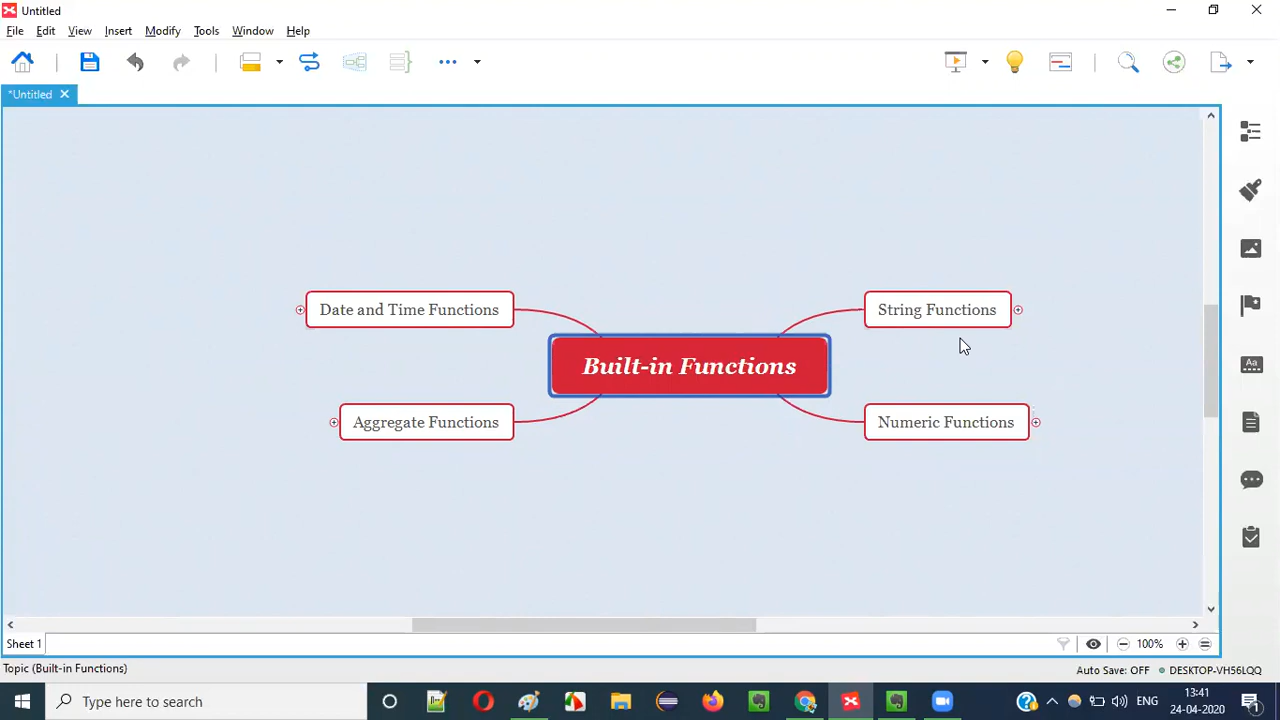 Untitled
File Edit View Insert Modify Tools Window Help
*Untitled
Date and Time Functions
String Functions
Built-in Functions
Aggregate Functions
Numeric Functions
Aa
Sheet 1
100%
Topic (Built-in Functions)
Auto Save: OFF
DESKTOP-VH56LQQ
Type here to search
ENG
13:41
24-04-2020
1